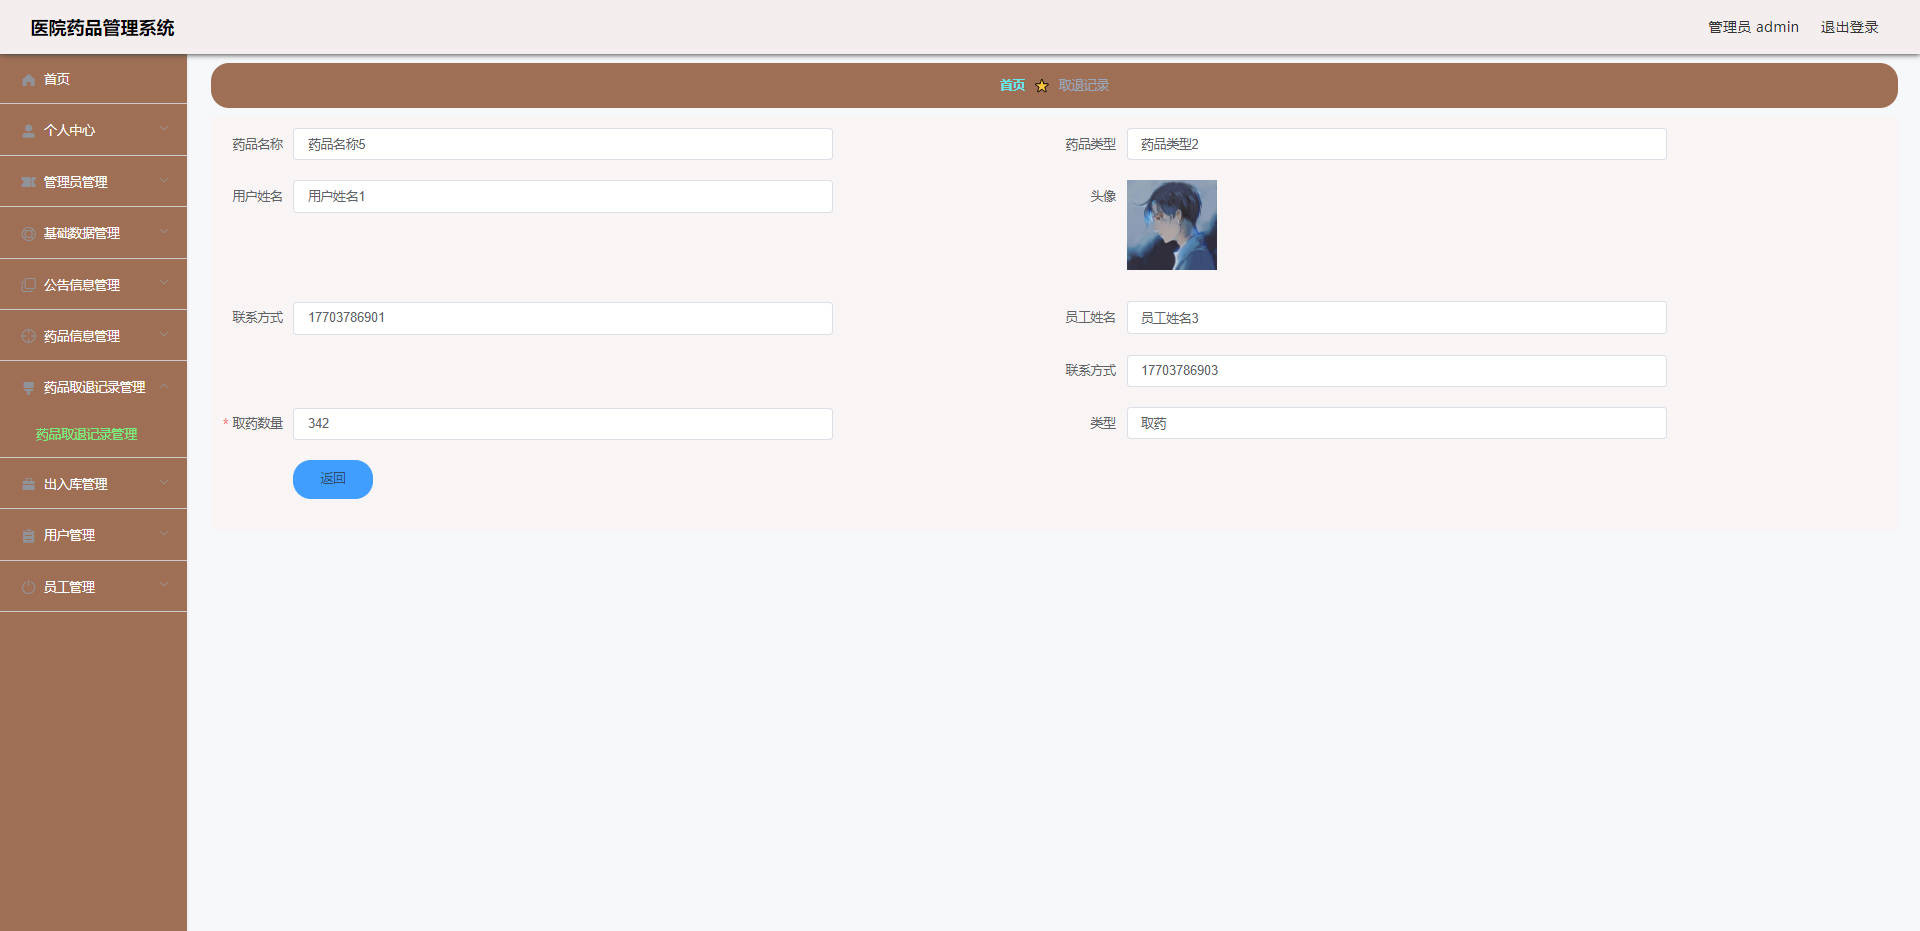 医院药品管理系统
管理员 admin 退出登录
首页
个人中心
管理员管理
基础数据管理
公告信息管理
药品信息管理
药品取退记录管理
药品取退记录管理
出入库管理
用户管理
员工管理
首页 取退记录
药品名称 药品名称5 药品类型 药品类型2
用户姓名 用户姓名1 头像
联系方式 17703786901 员工姓名 员工姓名3
联系方式 17703786903
* 取药数量 342 类型 取药
返回